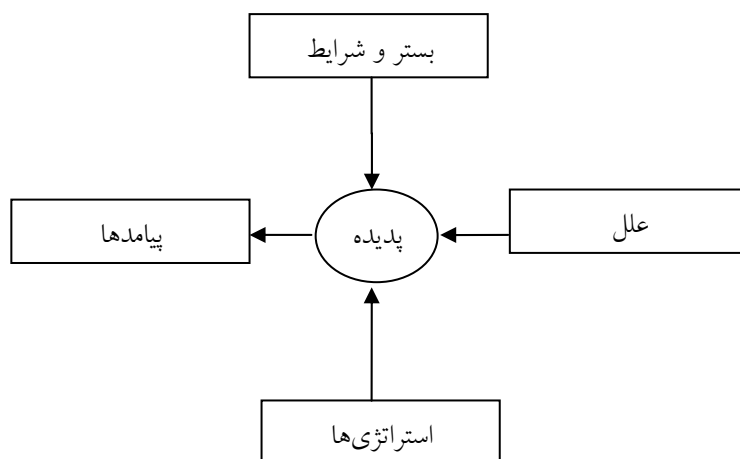 بستر و شرایط
علل
پدیده
پیامدها
استراتژی‌ها